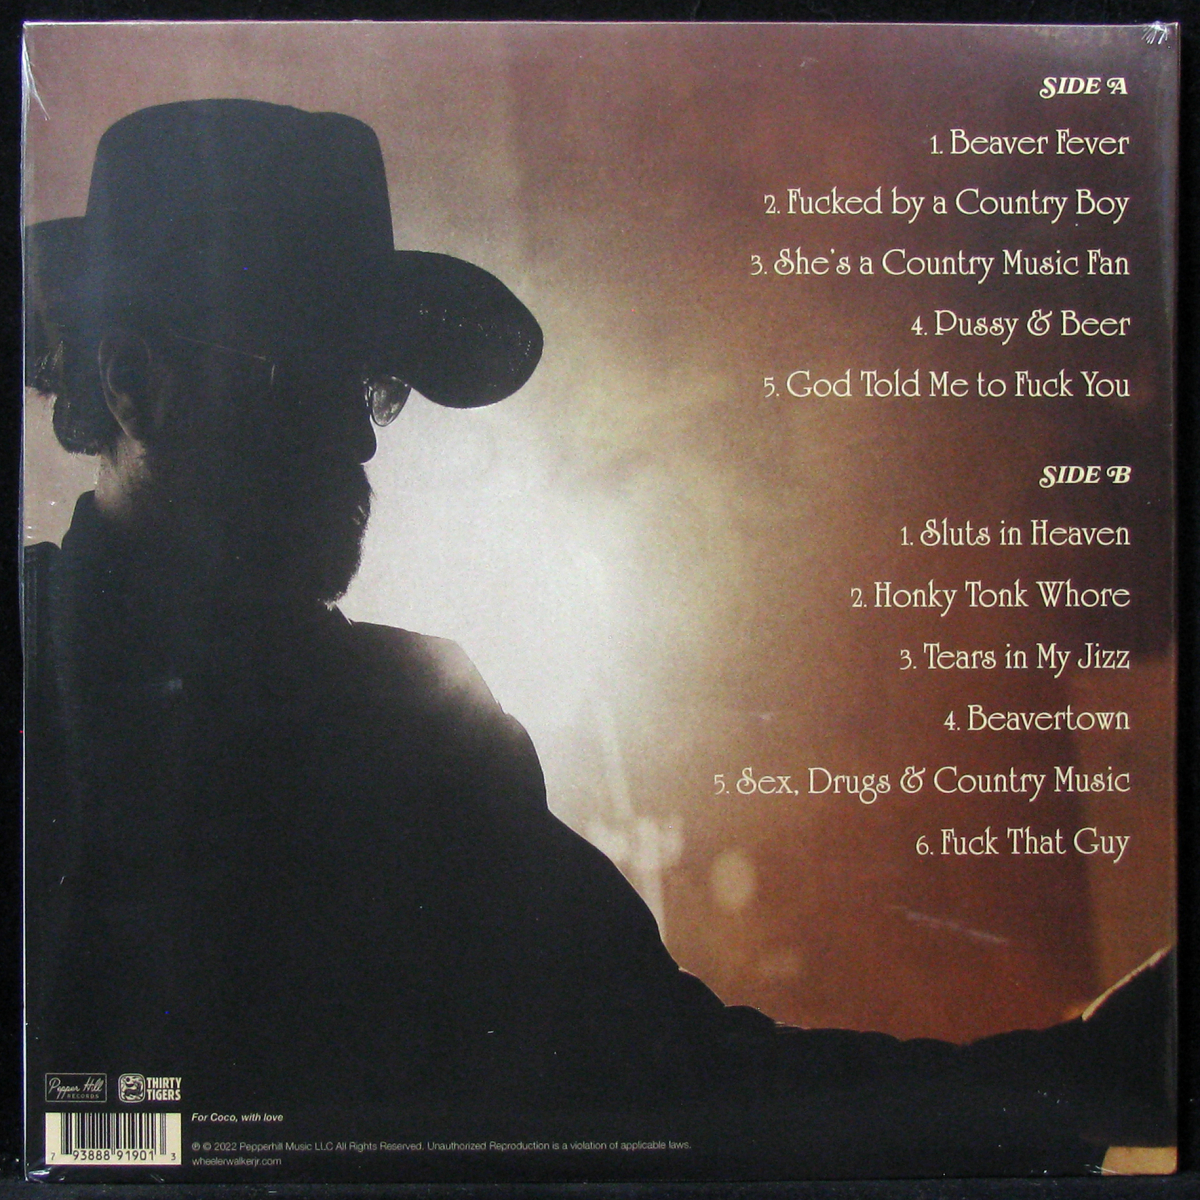 SIDE A
1. Beaver Fever
2. Fucked by a Country Boy
3. She's a Country Music Fan
4. Pussy & Beer
5. God Told Me to Fuck You
SIDE B
1. Sluts in Heaven
2. Honky Tonk Whore
3. Tears in My Jizz
4. Beavertown
5. Sex, Drugs & Country Music
6. Fuck That Guy
Pepper Hill
RECORDS
THIRTY
TIGERS
For Coco, with love
℗ © 2022 Pepperhill Music LLC All Rights Reserved. Unauthorized Reproduction is a violation of applicable laws.
wheelerwalkerjr.com
7 93888 91901 3